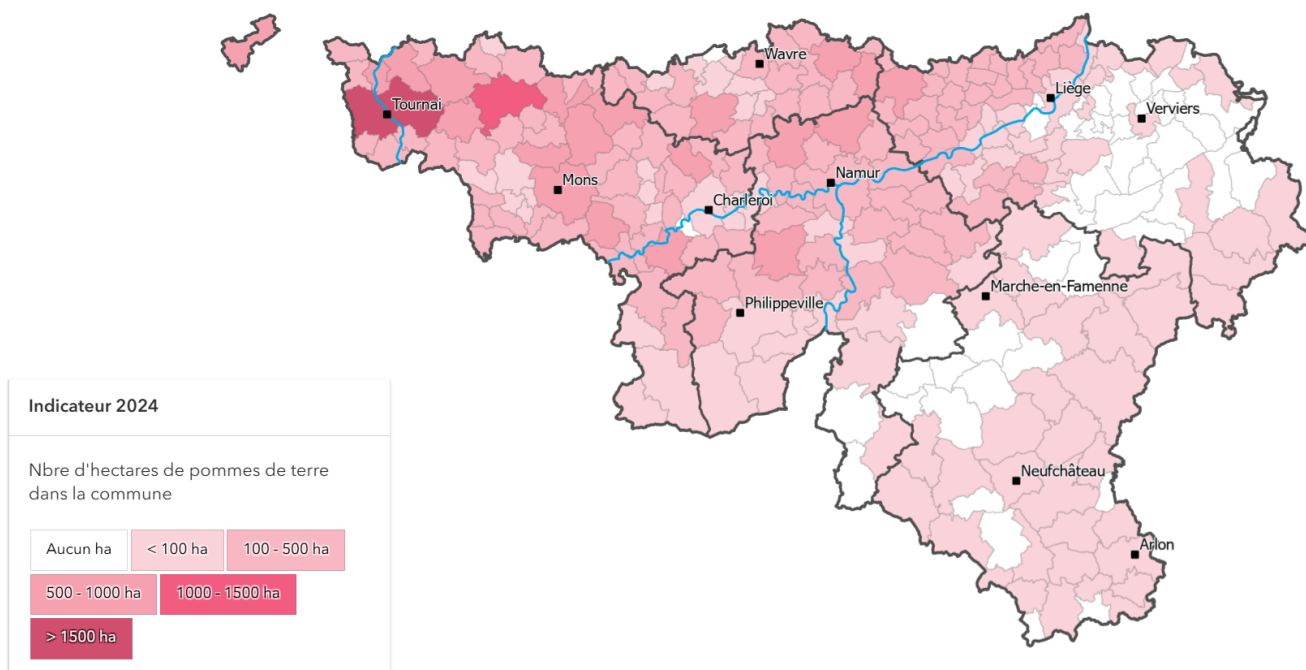 Wavre
Tournai
Liège
Verviers
Mons
Namur
Charleroi
Marche-en-Famenne
Philippeville
Indicateur 2024
Nbre d'hectares de pommes de terre
dans la commune
Aucun ha
< 100 ha
100 - 500 ha
500 - 1000 ha
1000 - 1500 ha
> 1500 ha
Neufchâteau
Arlon